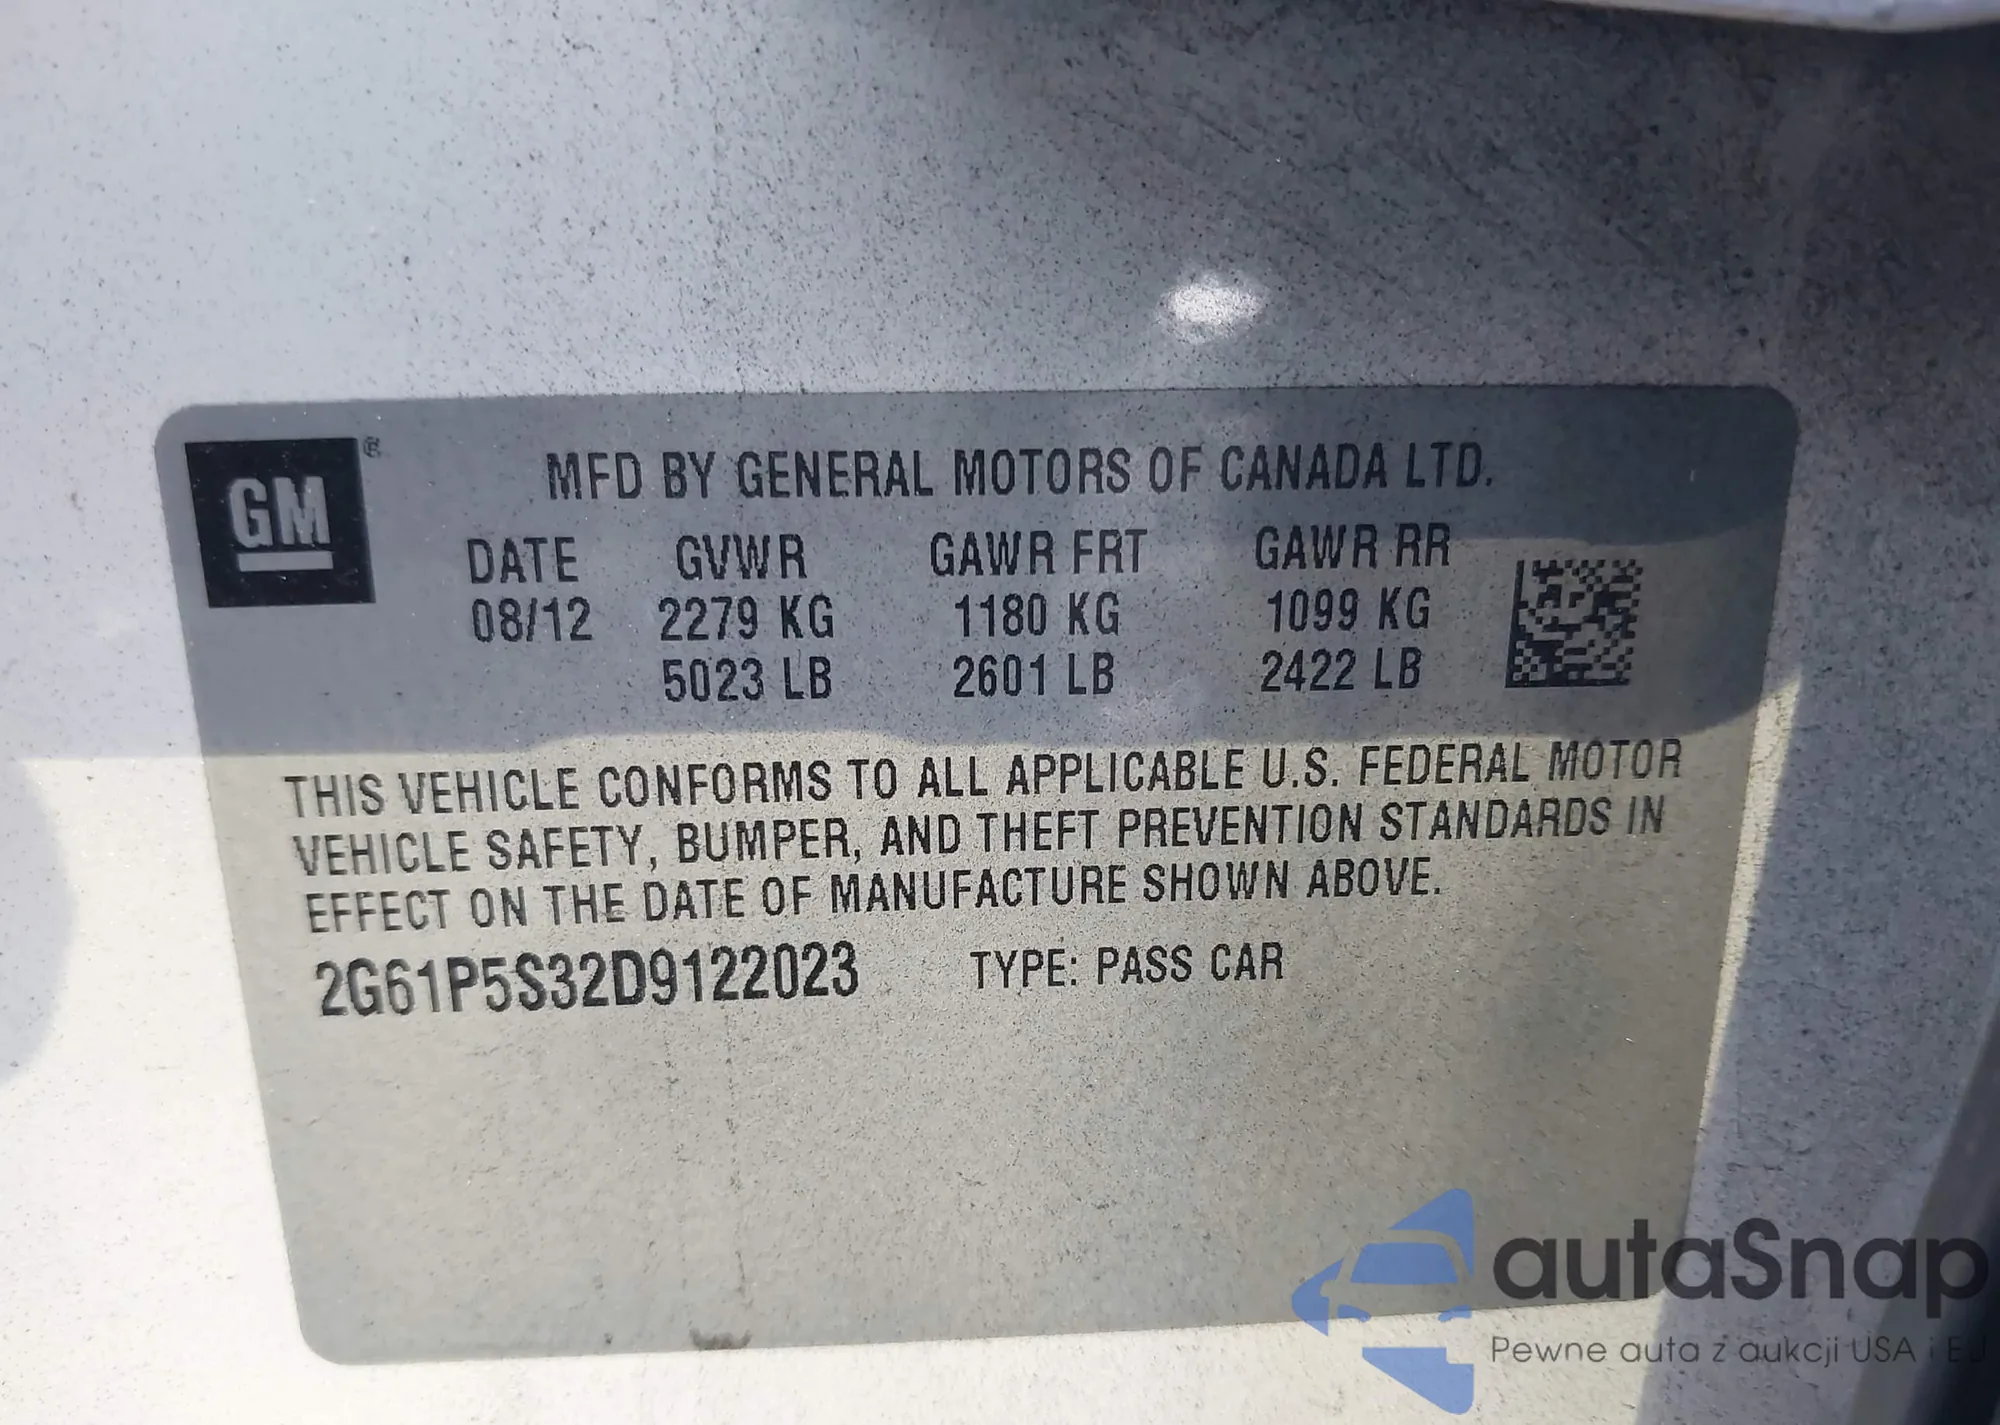 GM ®
MFD BY GENERAL MOTORS OF CANADA LTD.
DATE GVWR GAWR FRT GAWR RR
08/12 2279 KG 1180 KG 1099 KG
5023 LB 2601 LB 2422 LB
THIS VEHICLE CONFORMS TO ALL APPLICABLE U.S. FEDERAL MOTOR
VEHICLE SAFETY, BUMPER, AND THEFT PREVENTION STANDARDS IN
EFFECT ON THE DATE OF MANUFACTURE SHOWN ABOVE.
2G61P5S32D9122023 TYPE: PASS CAR
autaSnap
Pewne auta z aukcji USA i EU